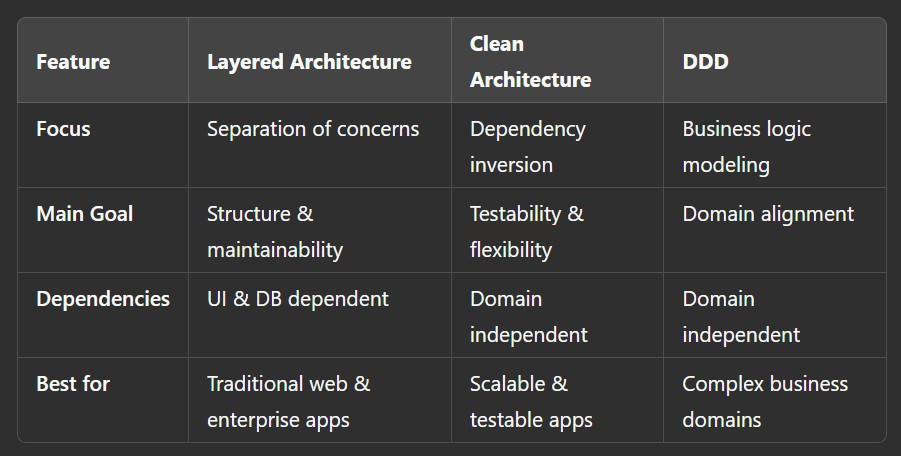 Feature Layered Architecture Clean Architecture DDD
Focus Separation of concerns Dependency inversion Business logic modeling
Main Goal Structure & maintainability Testability & flexibility Domain alignment
Dependencies UI & DB dependent Domain independent Domain independent
Best for Traditional web & enterprise apps Scalable & testable apps Complex business domains